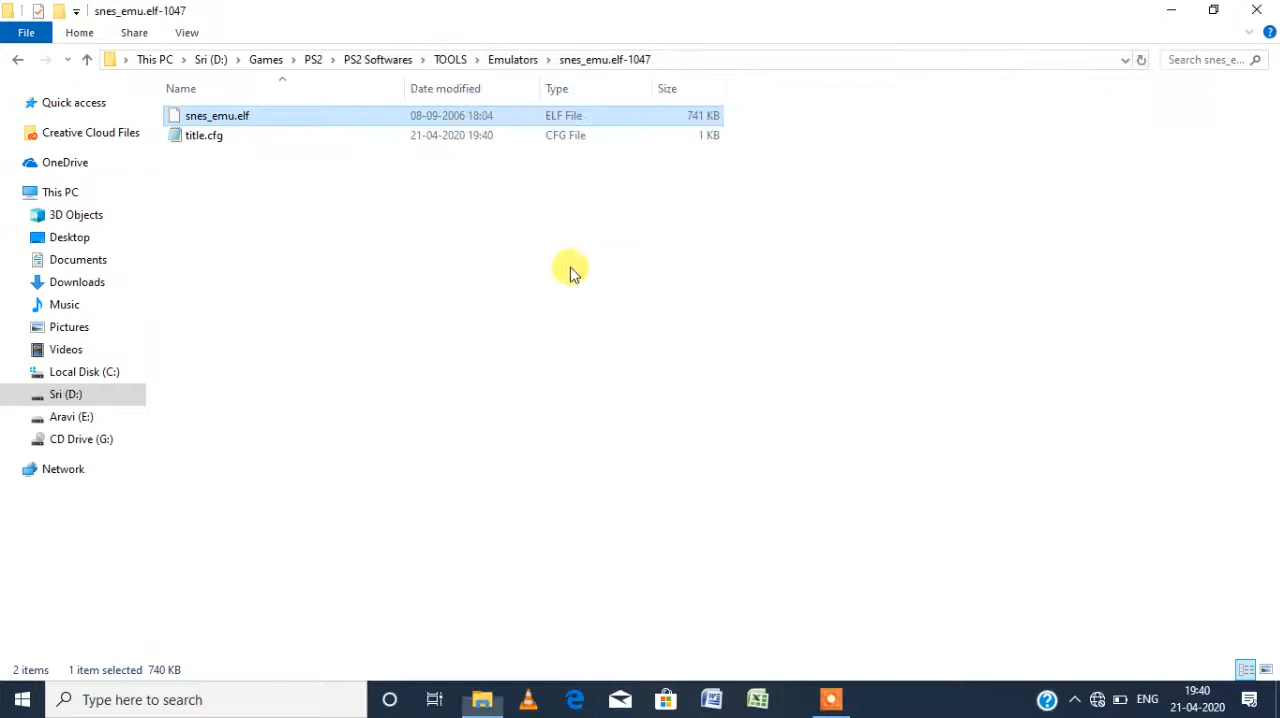 snes_emu.elf-1047
File Home Share View
This PC Sri (D:) Games PS2 PS2 Softwares TOOLS Emulators snes_emu.elf-1047
Search snes_e...
Name Date modified Type Size
snes_emu.elf 08-09-2006 18:04 ELF File 741 KB
title.cfg 21-04-2020 19:40 CFG File 1 KB
Quick access
Creative Cloud Files
OneDrive
This PC
3D Objects
Desktop
Documents
Downloads
Music
Pictures
Videos
Local Disk (C:)
Sri (D:)
Aravi (E:)
CD Drive (G:)
Network
2 items 1 item selected 740 KB
Type here to search
ENG
19:40
21-04-2020